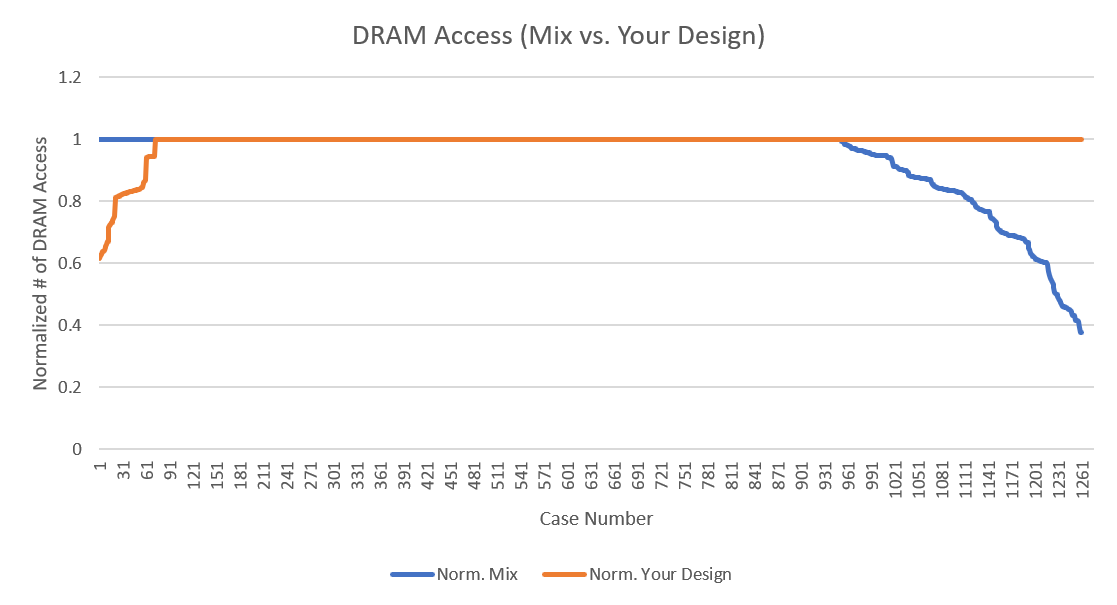 DRAM Access (Mix vs. Your Design)
Normalized # of DRAM Access
1.2
1
0.8
0.6
0.4
0.2
0
1 31 61 91 121 151 181 211 241 271 301 331 361 391 421 451 481 511 541 571 601 631 661 691 721 751 781 811 841 871 901 931 961 991 1021 1051 1081 1111 1141 1171 1201 1231 1261
Case Number
Norm. Mix Norm. Your Design